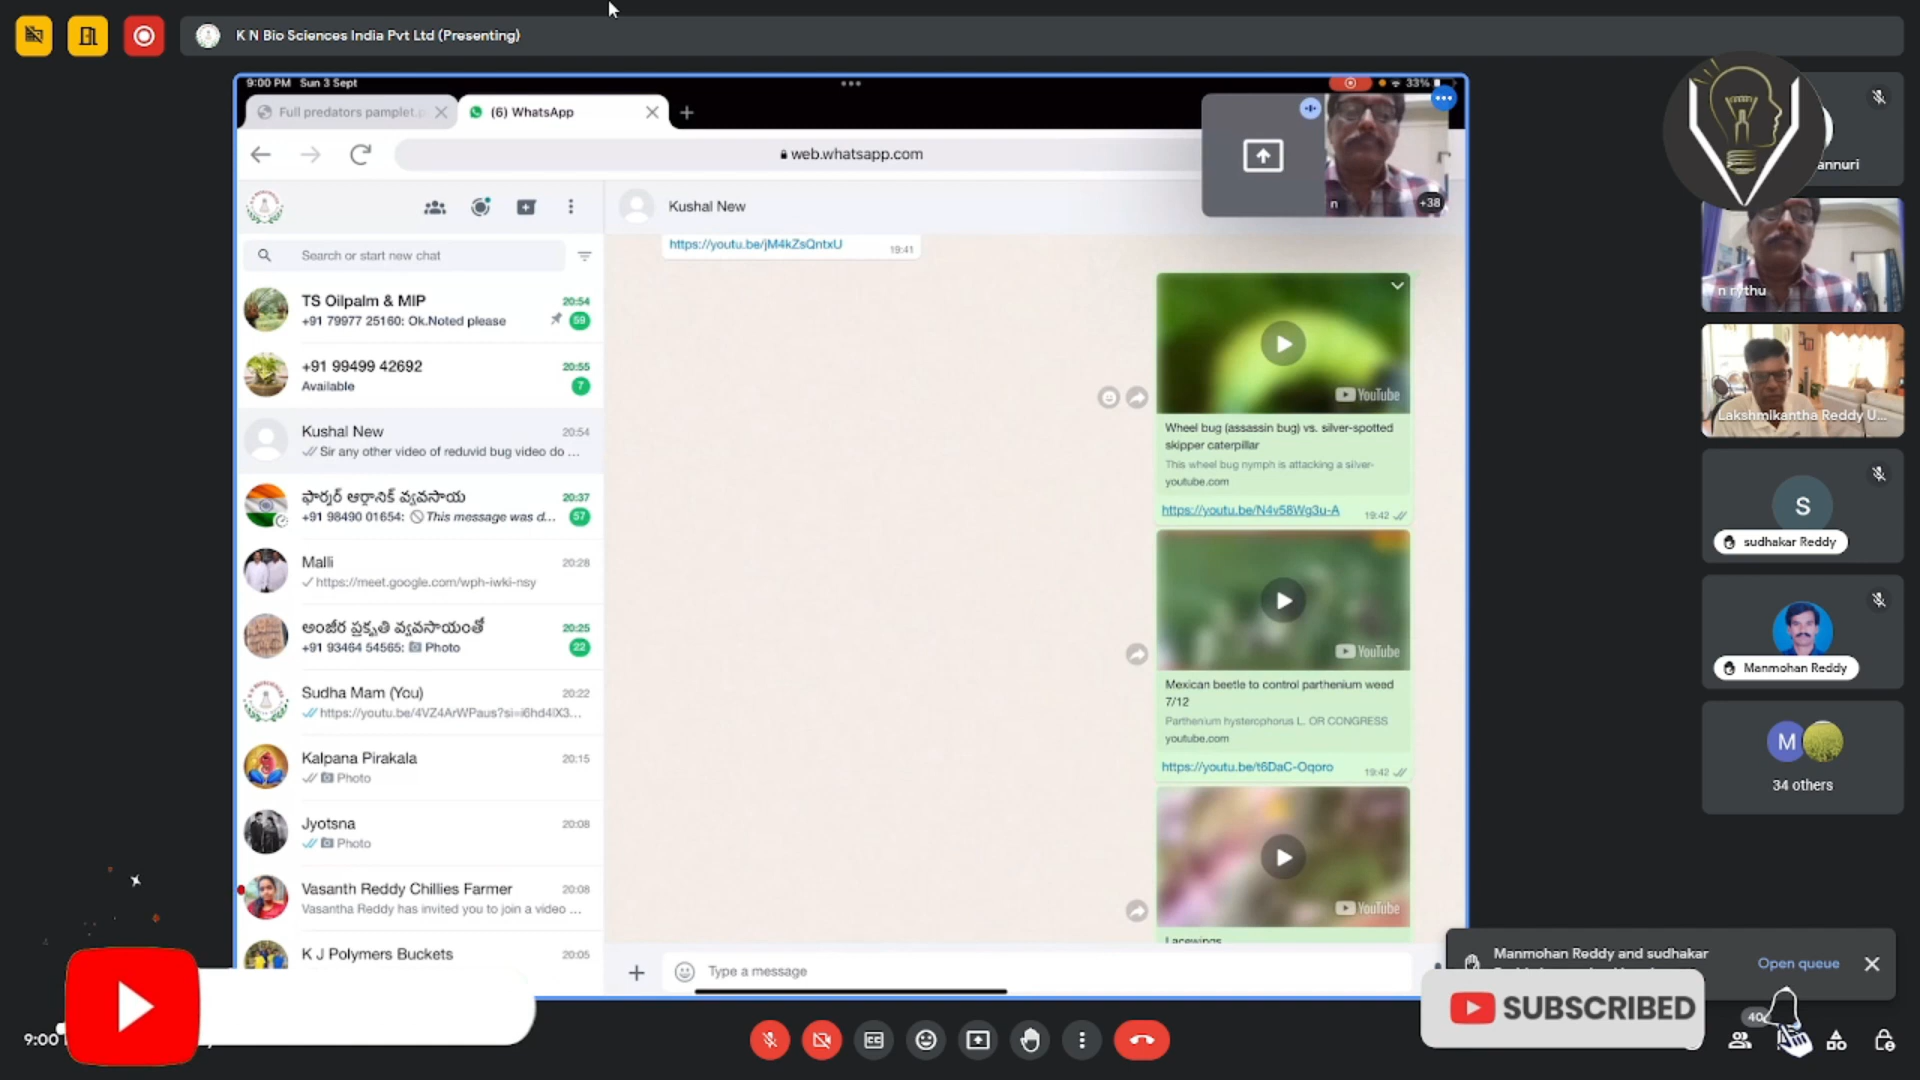 K N Bio Sciences India Pvt Ltd (Presenting)
9:00 PM Sun 3 Sept
33%
Full predators pamplet.p
(6) WhatsApp
web.whatsapp.com
n
+38
annuri
Kushal New
Search or start new chat
https://youtu.be/jM4kZsQntxU
19:41
TS Oilpalm & MIP
20:54
+91 79977 25160: Ok.Noted please
59
+91 99499 42692
20:55
Available
7
Kushal New
20:54
Sir any other video of reduvid bug video do ...
ఫార్మర్ ఆర్గానిక్ వ్యవసాయ
20:37
+91 98490 01654: This message was d...
57
Malli
20:28
https://meet.google.com/wph-iwki-nsy
అంజీర ప్రకృతి వ్యవసాయంతో
20:25
+91 93464 54565: Photo
22
Sudha Mam (You)
20:22
https://youtu.be/4VZ4ArWPaus?si=i6hd4lX3...
Kalpana Pirakala
20:15
Photo
Jyotsna
20:08
Photo
Vasanth Reddy Chillies Farmer
20:08
Vasantha Reddy has invited you to join a video ...
K J Polymers Buckets
20:05
YouTube
Wheel bug (assassin bug) vs. silver-spotted
skipper caterpillar
This wheel bug nymph is attacking a silver-
youtube.com
https://youtu.be/N4v58Wg3u-A
19:42
YouTube
Mexican beetle to control parthenium weed
7/12
Parthenium hysterophorus L. OR CONGRESS
youtube.com
https://youtu.be/t6DaC-Oqoro
19:42
YouTube
Lacewings
Type a message
n rythu
Lakshmikantha Reddy U...
S
sudhakar Reddy
Manmohan Reddy
M
34 others
Manmohan Reddy and sudhakar
Open queue
SUBSCRIBED
40
9:00